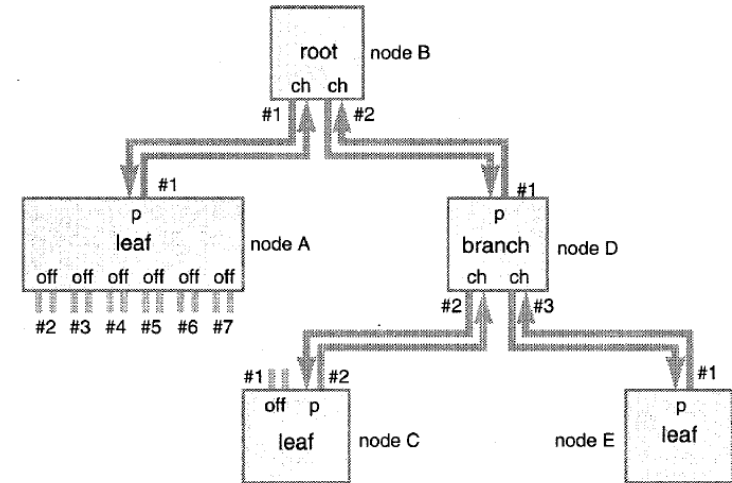 root node B
ch ch
#1 #2
#1
p
leaf node A
off off off off off off
#2 #3 #4 #5 #6 #7
#1
p
branch node D
ch ch
#2 #3
#1 #2
off p
leaf node C
#1
p
node E leaf